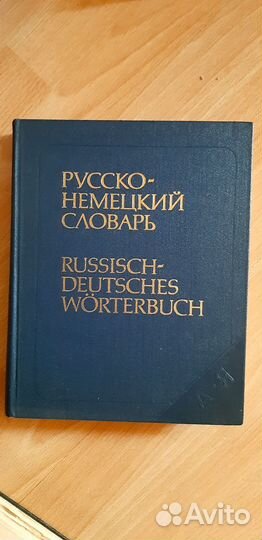 РУССКО-
НЕМЕЦКИЙ
СЛОВАРЬ
RUSSISCH-
DEUTSCHES
WÖRTERBUCH
Avito